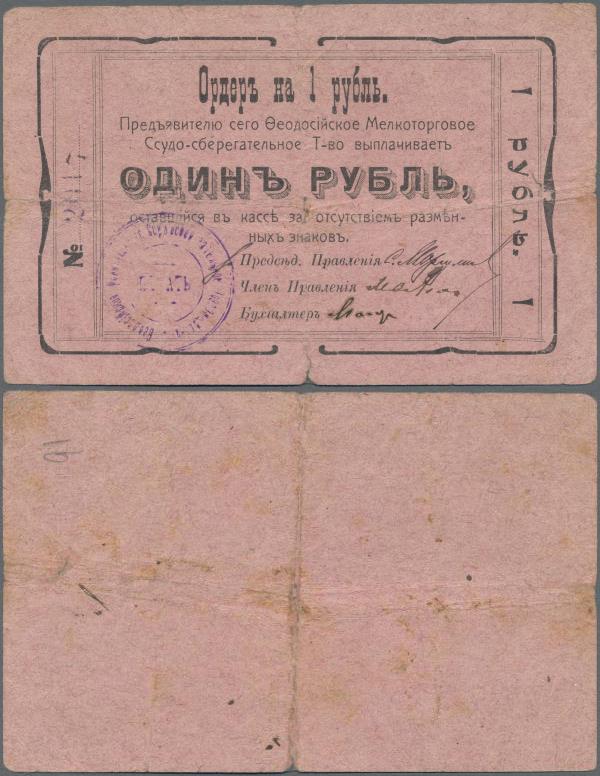 Ордеръ на 1 рубль.
Предъявителю сего Ѳеодосійское Мелкоторговое
Ссудо-сберегательное Т-во выплачиваетъ
ОДИНЪ РУБЛЬ,
оставшійся въ кассѣ за отсутствіемъ размѣн-
ныхъ знаковъ.
Предсѣд. Правленія
Членъ Правленія
Бухгалтеръ
№
1 рубль. 1